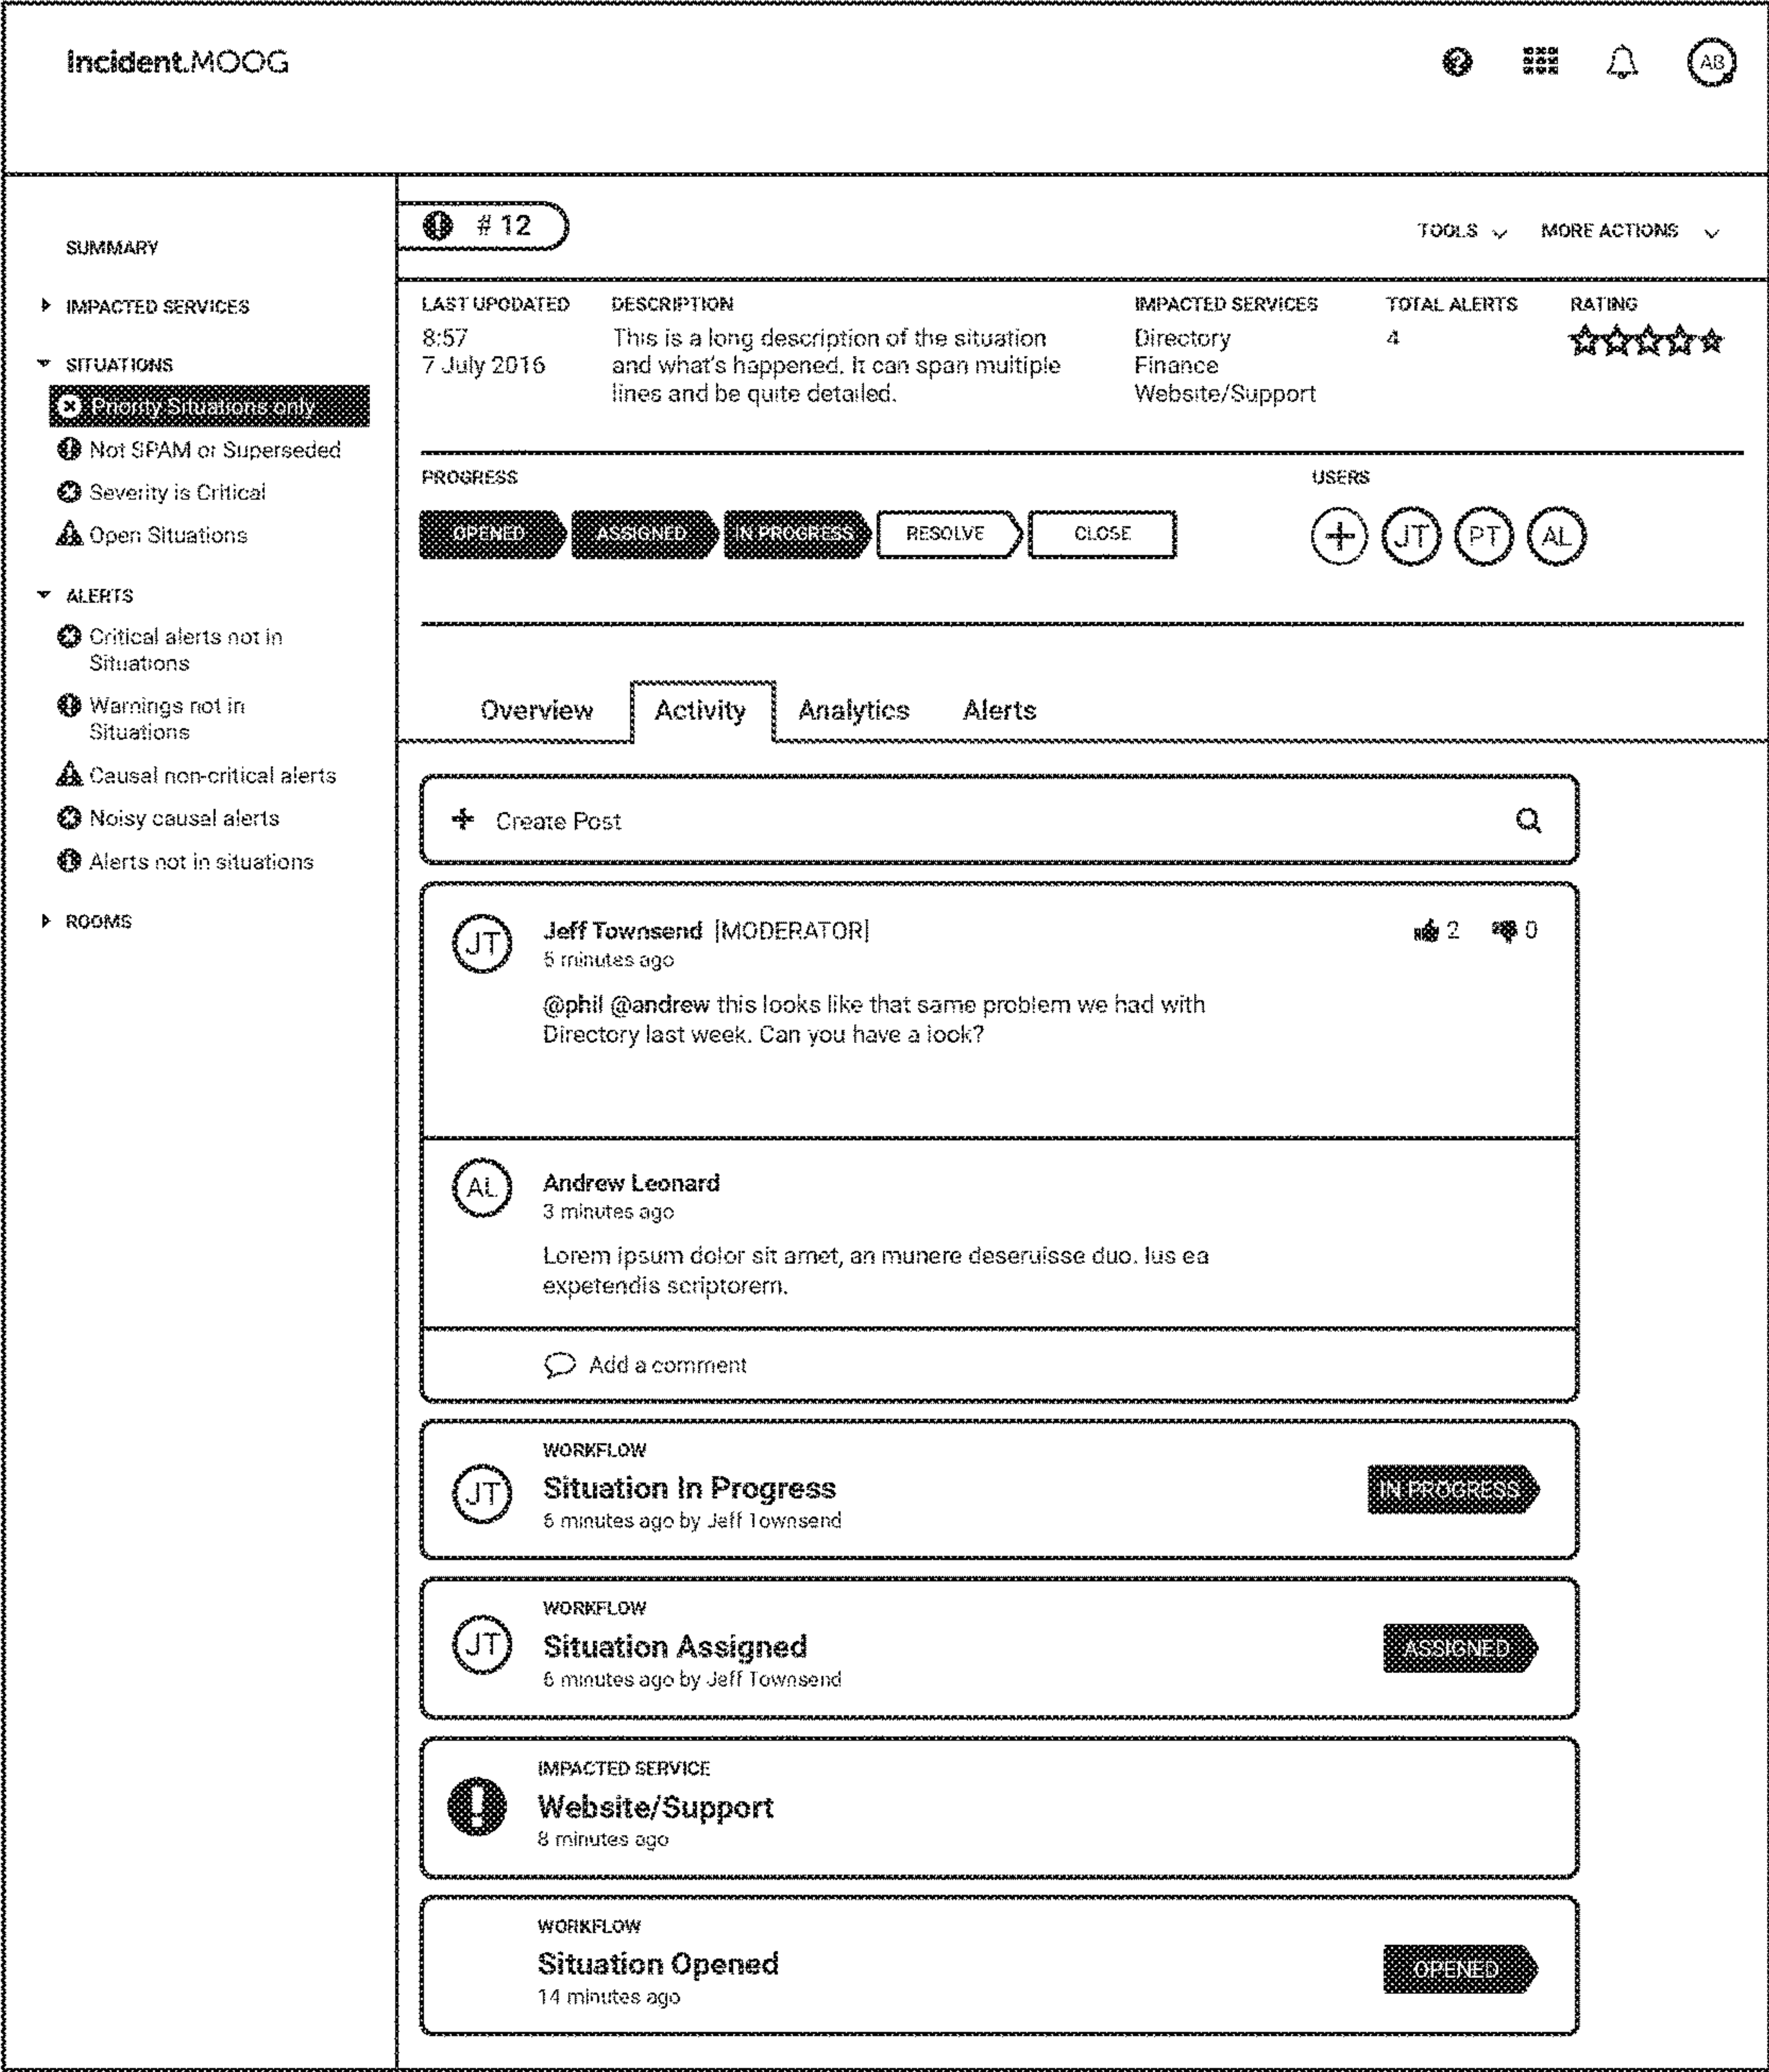 Incident.MOOG
AB
SUMMARY
IMPACTED SERVICES
SITUATIONS
Priority Situations only
Not SPAM or Superseded
Severity is Critical
Open Situations
ALERTS
Critical alerts not in
Situations
Warnings not in
Situations
Causal non-critical alerts
Noisy causal alerts
Alerts not in situations
ROOMS
# 12
TOOLS
MORE ACTIONS
LAST UPODATED
8:57
7 July 2016
DESCRIPTION
This is a long description of the situation
and what's happened. It can span multiple
lines and be quite detailed.
IMPACTED SERVICES
Directory
Finance
Website/Support
TOTAL ALERTS
4
RATING
PROGRESS
OPENED
ASSIGNED
IN PROGRESS
RESOLVE
CLOSE
USERS
JT
PT
AL
Overview
Activity
Analytics
Alerts
Create Post
JT
Jeff Townsend [MODERATOR]
2
0
5 minutes ago
@phil @andrew this looks like that same problem we had with
Directory last week. Can you have a look?
AL
Andrew Leonard
3 minutes ago
Lorem ipsum dolor sit amet, an munere deseruisse duo. Ius ea
expetendis scriptorem.
Add a comment
JT
WORKFLOW
Situation In Progress
6 minutes ago by Jeff Townsend
IN PROGRESS
JT
WORKFLOW
Situation Assigned
6 minutes ago by Jeff Townsend
ASSIGNED
IMPACTED SERVICE
Website/Support
8 minutes ago
WORKFLOW
Situation Opened
14 minutes ago
OPENED